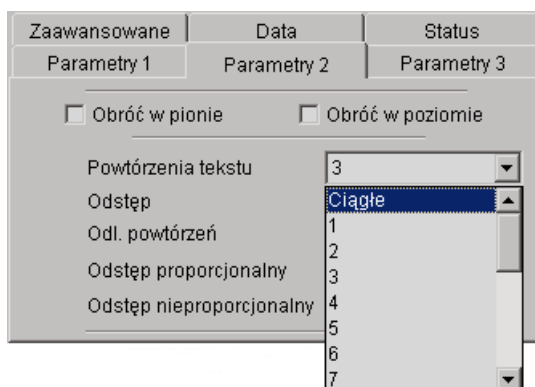 Zaawansowane Data Status
Parametry 1 Parametry 2 Parametry 3
Obróć w pionie Obróć w poziomie
Powtórzenia tekstu 3
Odstęp Ciągłe
Odl. powtórzeń 1
2
Odstęp proporcjonalny 3
Odstęp nieproporcjonalny 4
5
6
7